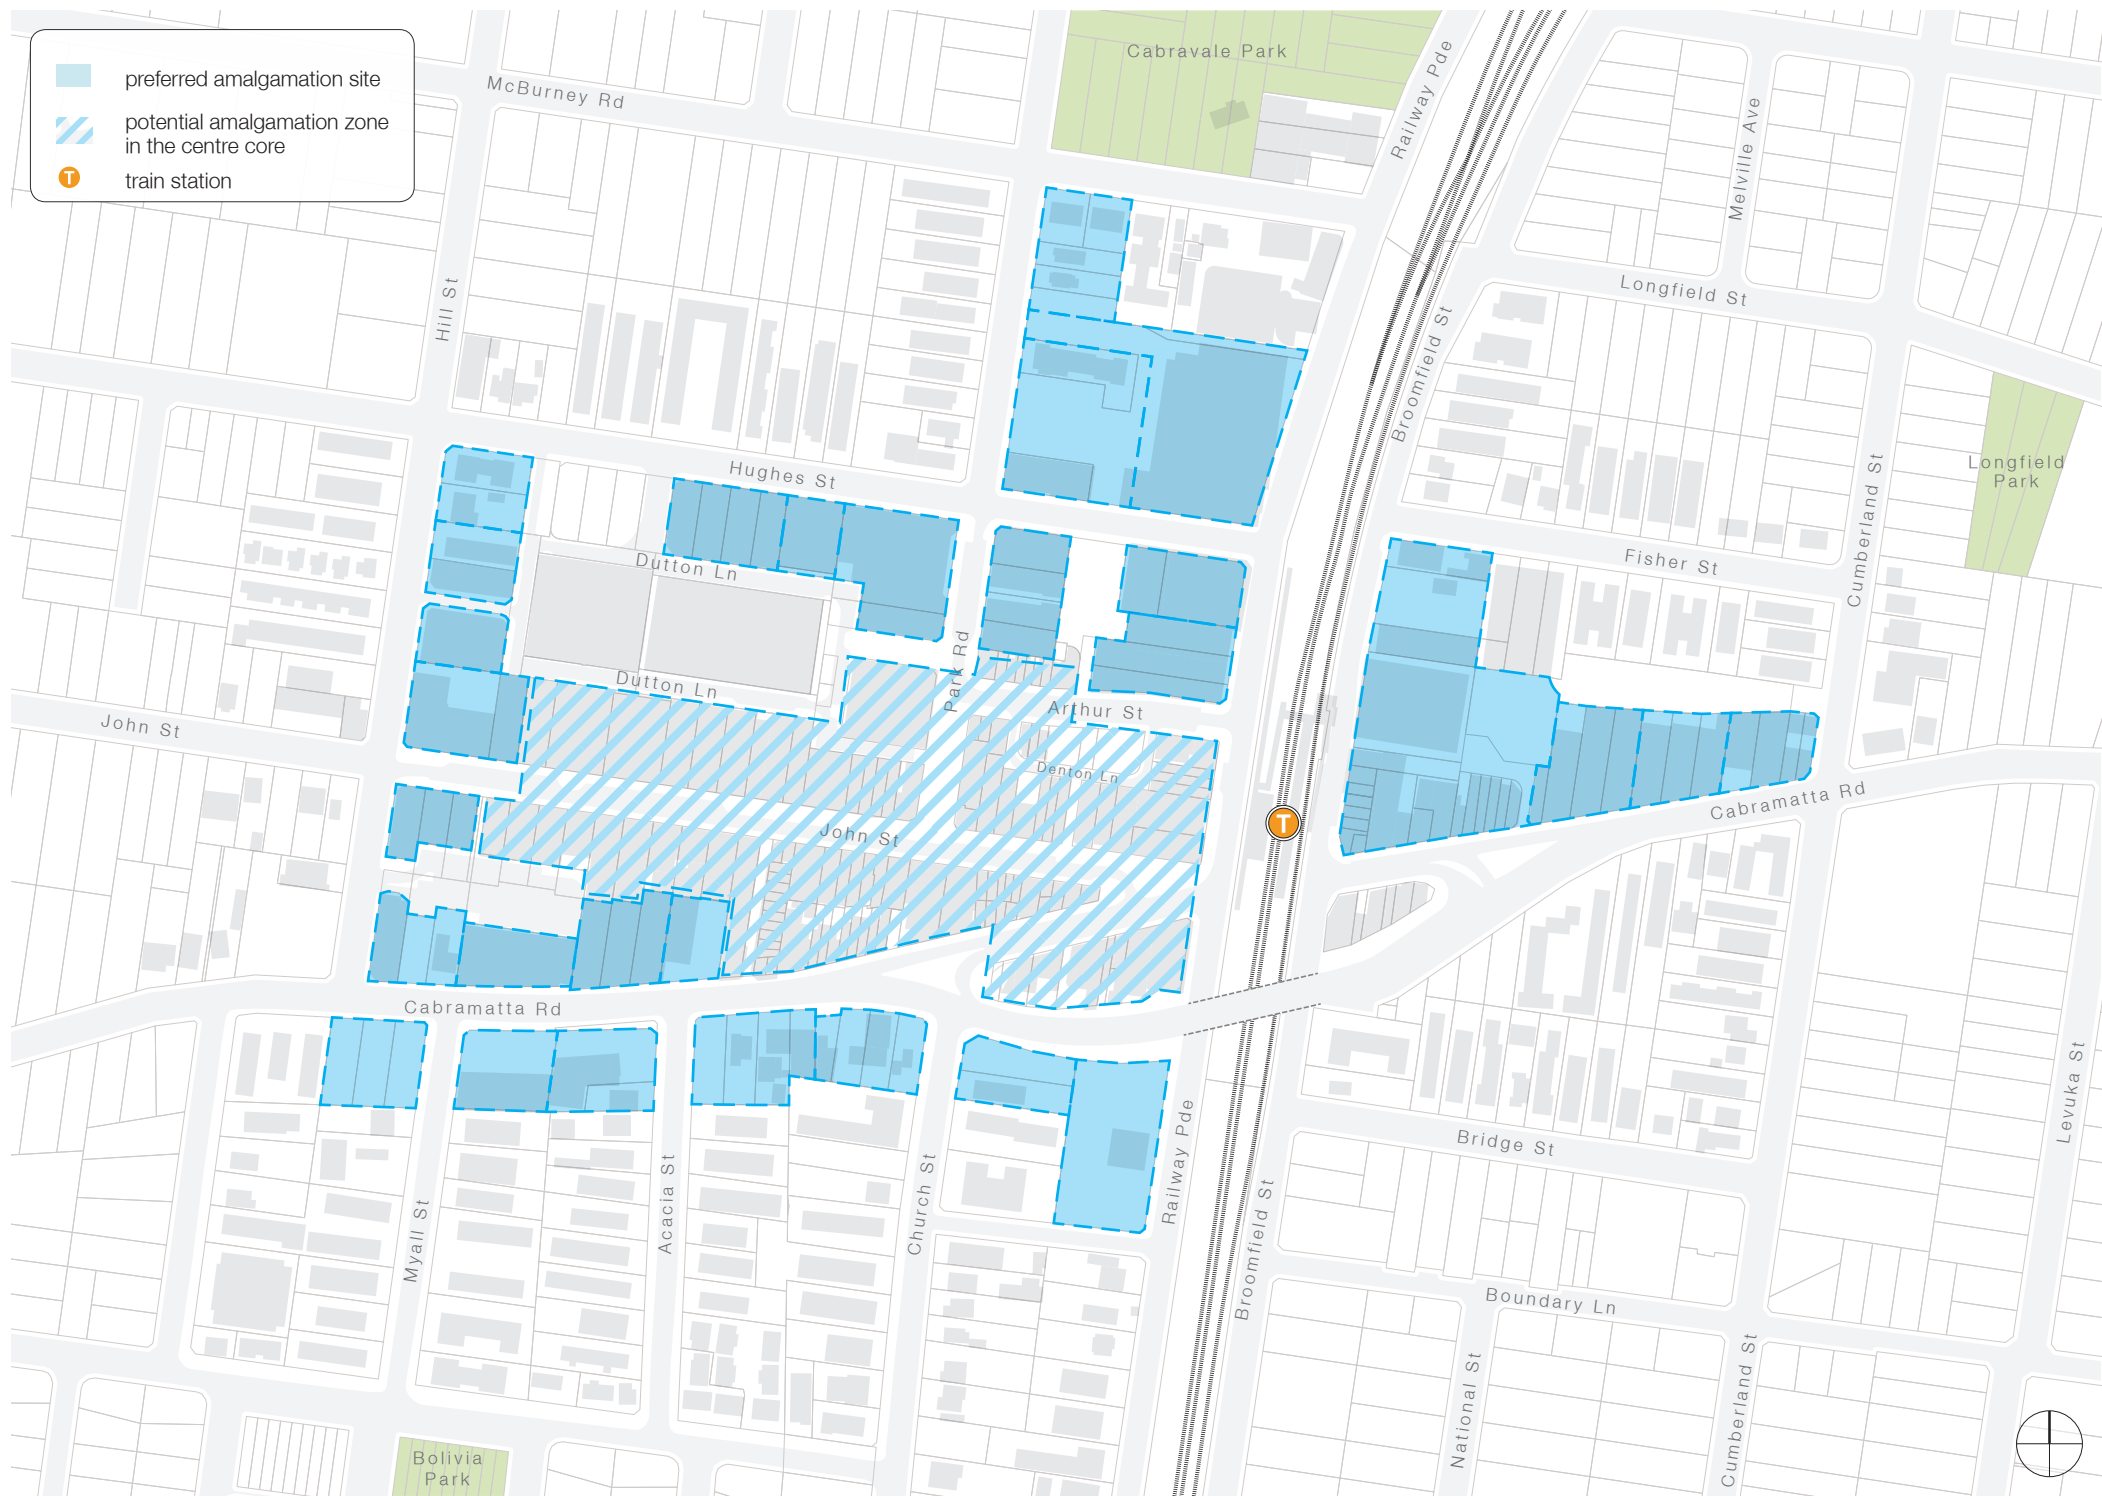 preferred amalgamation site
potential amalgamation zone
in the centre core
T
train station
Cabravale Park
McBurney Rd
Railway Pde
Melville Ave
Hill St
Longfield St
Broomfield St
Hughes St
Longfield
Park
Cumberland St
Dutton Ln
Fisher St
Dutton Ln
Park Rd
Arthur St
John St
Denton Ln
John St
T
Cabramatta Rd
Cabramatta Rd
Levuka St
Bridge St
Railway Pde
Acacia St
Church St
Myall St
Broomfield St
Boundary Ln
National St
Cumberland St
Bolivia
Park